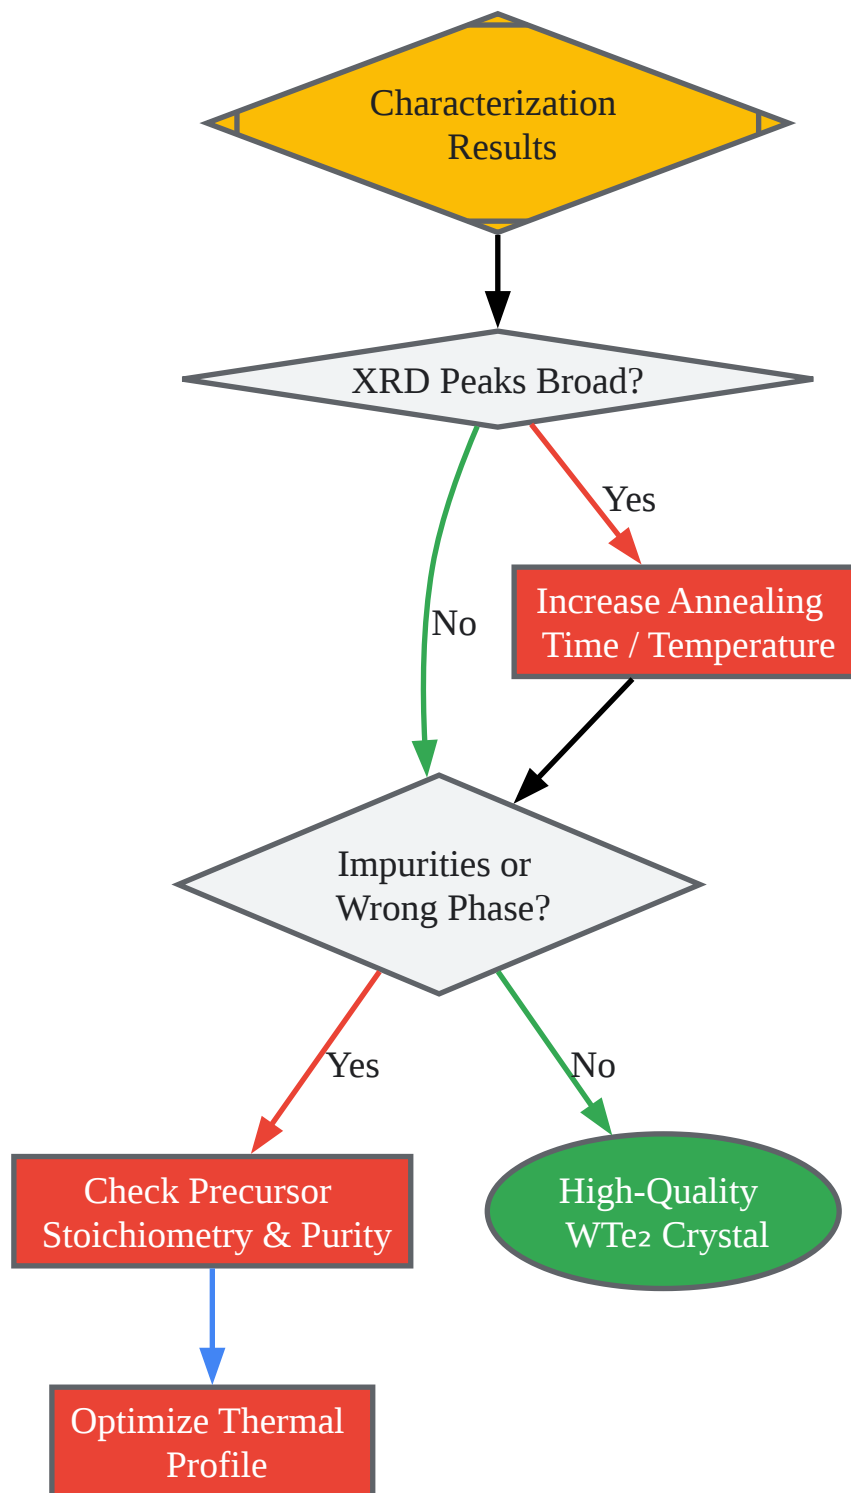 Characterization
Results
XRD Peaks Broad?
Yes
Increase Annealing
Time / Temperature
No
Impurities or
Wrong Phase?
Yes
No
Check Precursor
Stoichiometry & Purity
High-Quality
WTe₂ Crystal
Optimize Thermal
Profile